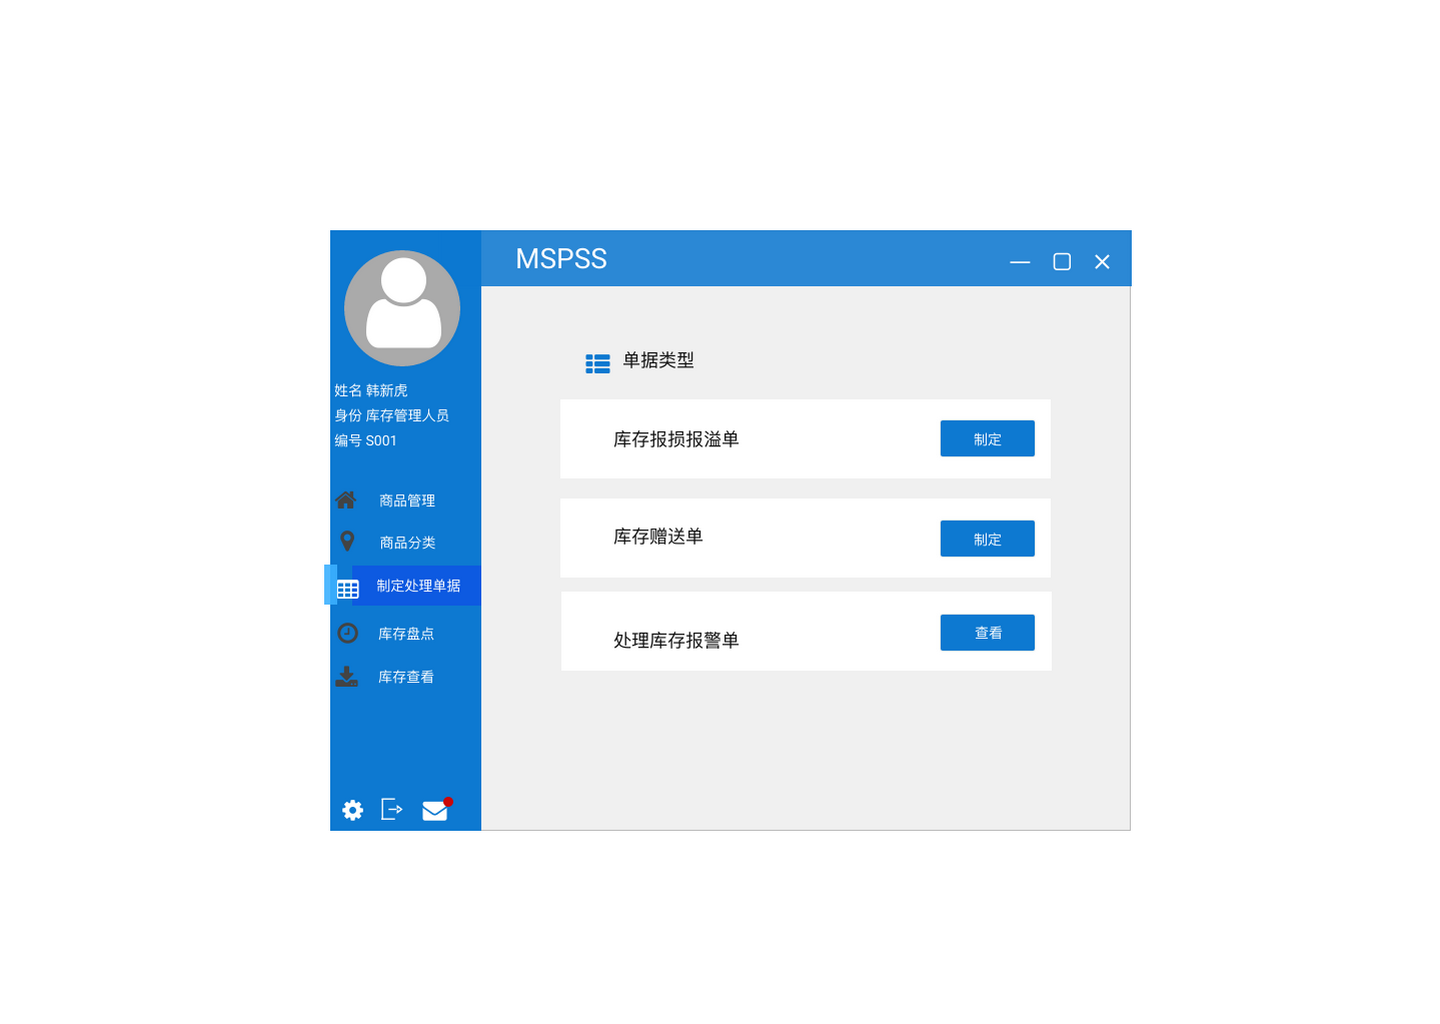 MSPSS
姓名 韩新虎
身份 库存管理人员
编号 S001
商品管理
商品分类
制定处理单据
库存盘点
库存查看
单据类型
库存报损报溢单
制定
库存赠送单
制定
处理库存报警单
查看